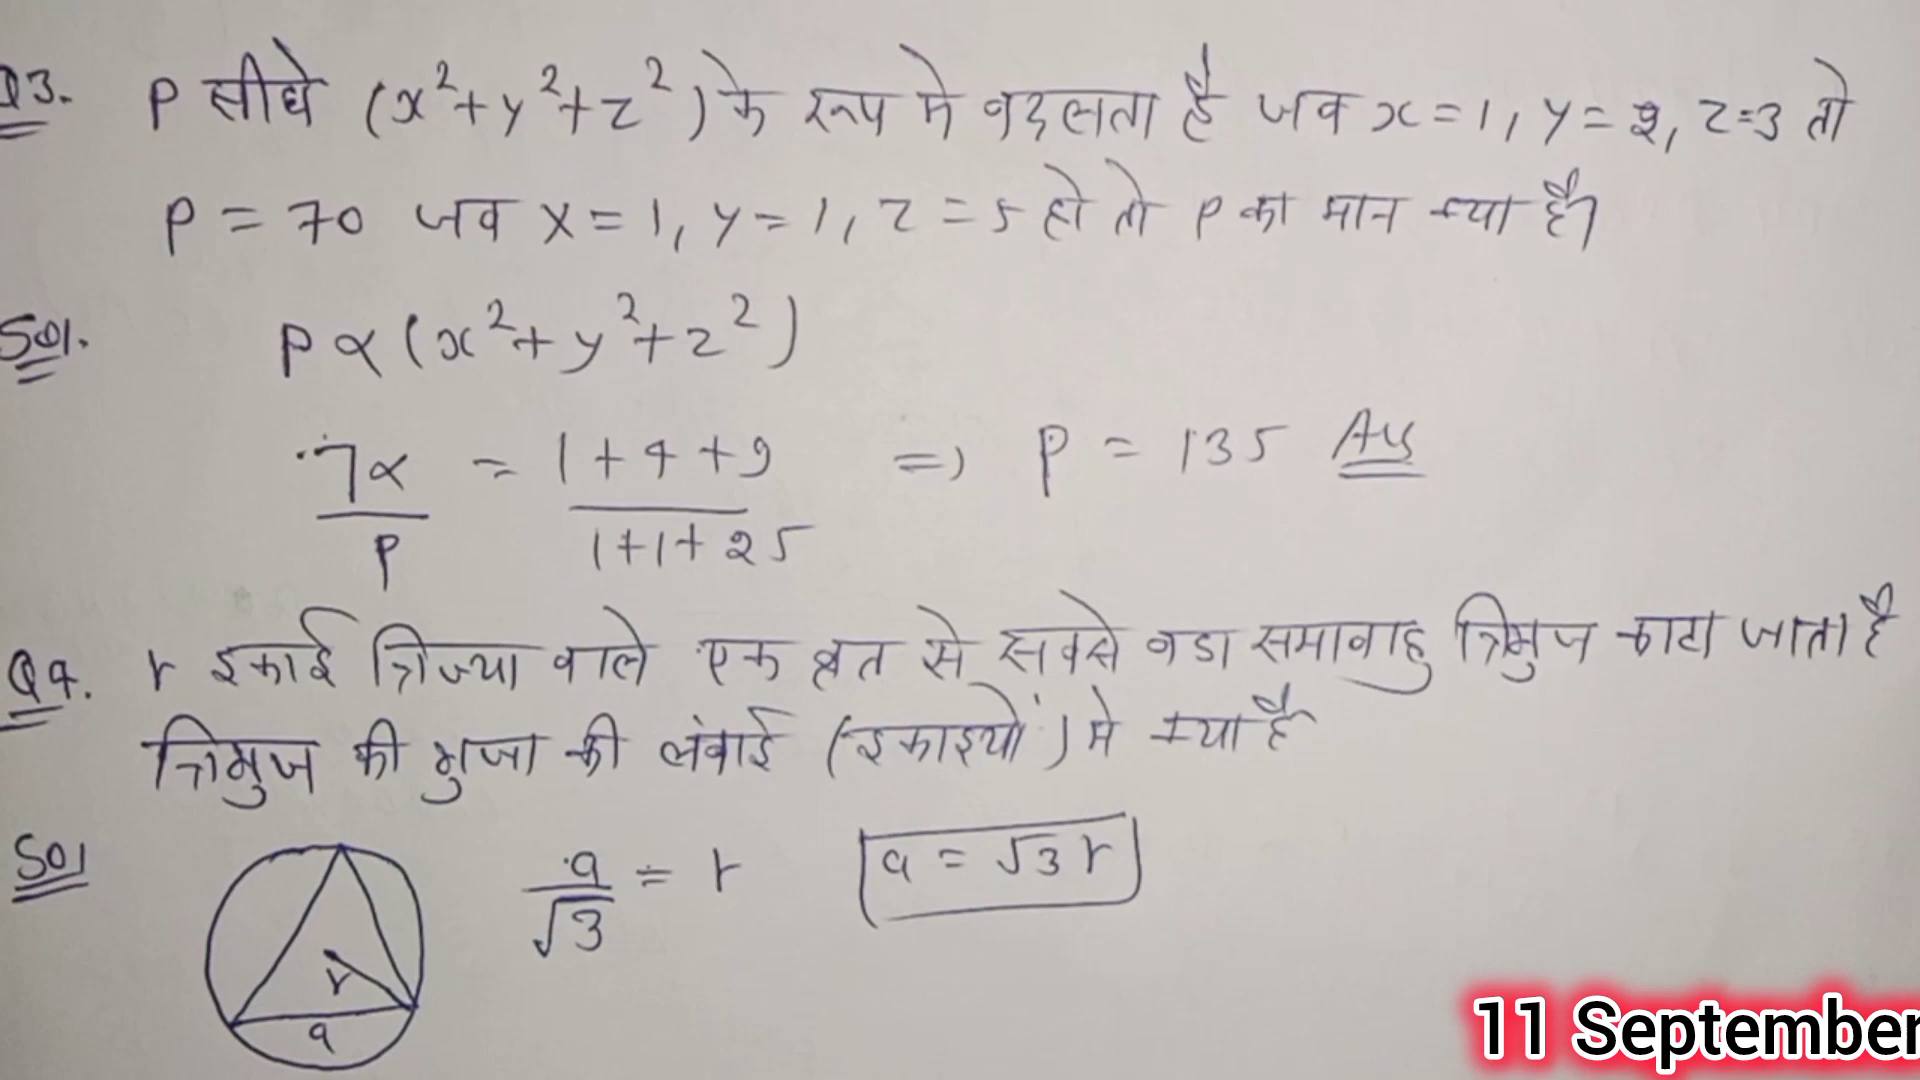 Q3. P सीधे (x²+y²+z²) के रूप मे बदलता है जब x=1, y=2, z=3 तो
P = 70 जब x=1, y=1, z=5 हो तो P का मान क्या है
Sol. P ∝ (x²+y²+z²)
70/P = 1+4+9/1+1+25 => P = 135 Ans
Q4. r इकाई त्रिज्या वाले एक वृत से सबसे बडा समावाहु त्रिभुज काटा जाता है
त्रिभुज की भुजा की लंबाई (इकाइयों) मे क्या है
Sol a/√3 = r a = √3 r
r
a
11 September